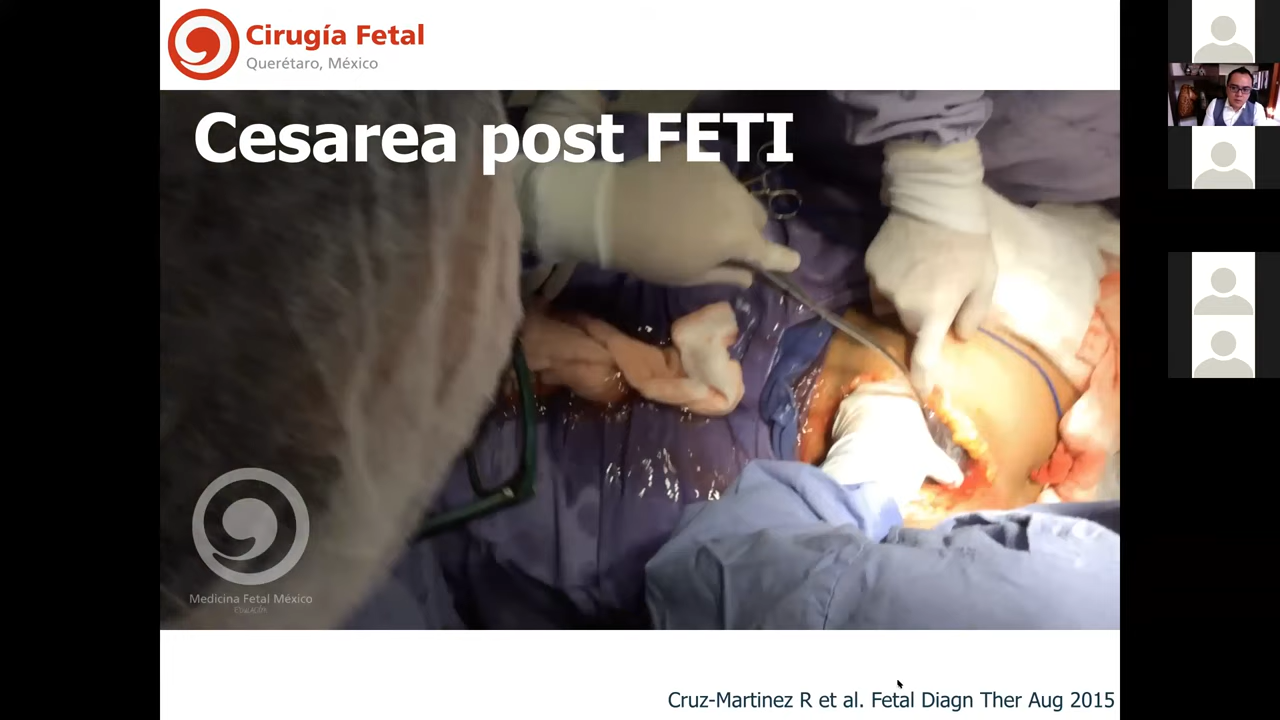 Cirugía Fetal
Querétaro, México
Cesarea post FETI
Medicina Fetal México
Cruz-Martinez R et al. Fetal Diagn Ther Aug 2015